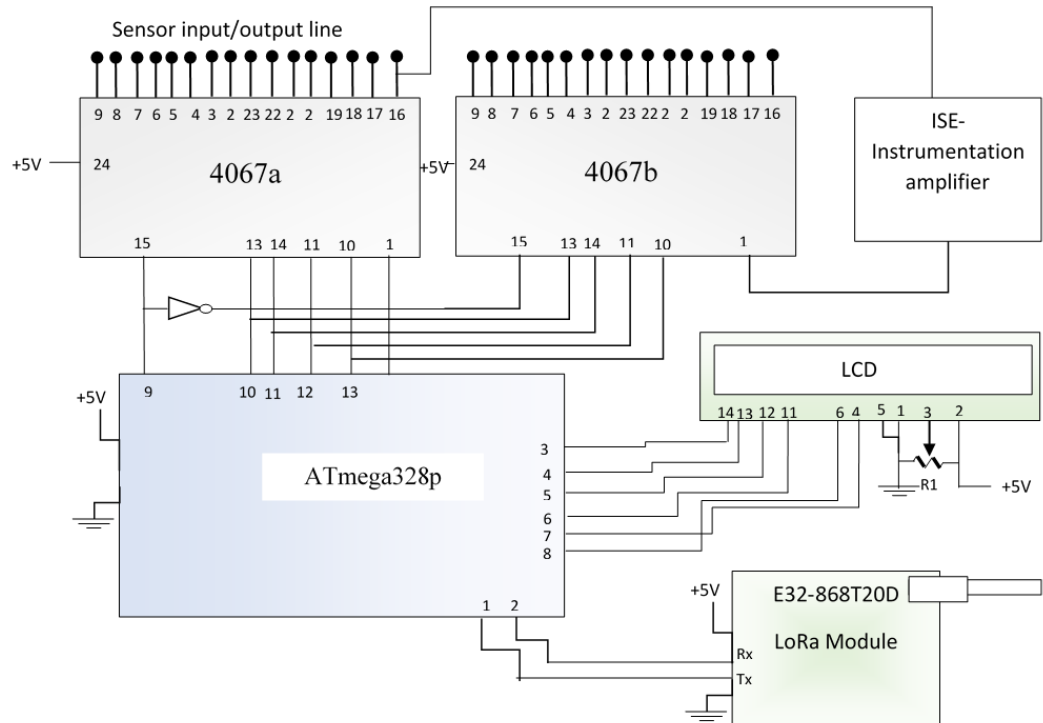 Sensor input/output line
9 8 7 6 5 4 3 2 23 22 2 2 19 18 17 16
+5V 24
4067a
15 13 14 11 10 1
9 8 7 6 5 4 3 2 23 22 2 2 19 18 17 16
+5V 24
4067b
15 13 14 11 10 1
ISE-
Instrumentation
amplifier
LCD
14 13 12 11 6 4 5 1 3 2
R1
+5V
+5V
9 10 11 12 13
ATmega328p
3
4
5
6
7
8
1 2
+5V
E32-868T20D
LoRa Module
Rx
Tx